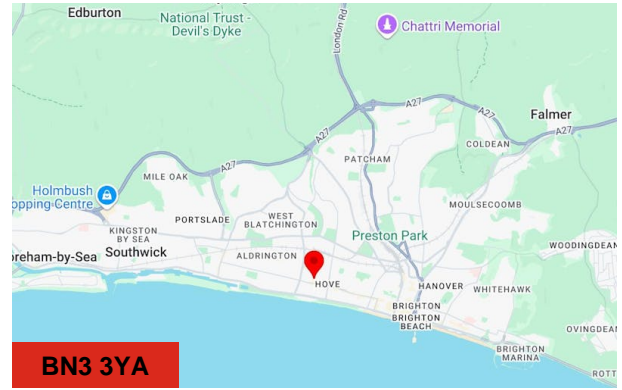 Edburton
National Trust -
Devil's Dyke
London Rd
Chattri Memorial
A27
Falmer
A27
COLDEAN
A27
PATCHAM
A27
MILE OAK
Holmbush
opping Centre
MOULSECOOMB
PORTSLADE
WEST
BLATCHINGTON
KINGSTON
BY SEA
Preston Park
WOODINGDEAN
oreham-by-Sea
Southwick
ALDRINGTON
HOVE
HANOVER
WHITEHAWK
BRIGHTON
BRIGHTON
BEACH
OVINGDEAN
BRIGHTON
MARINA
ROTT
BN3 3YA